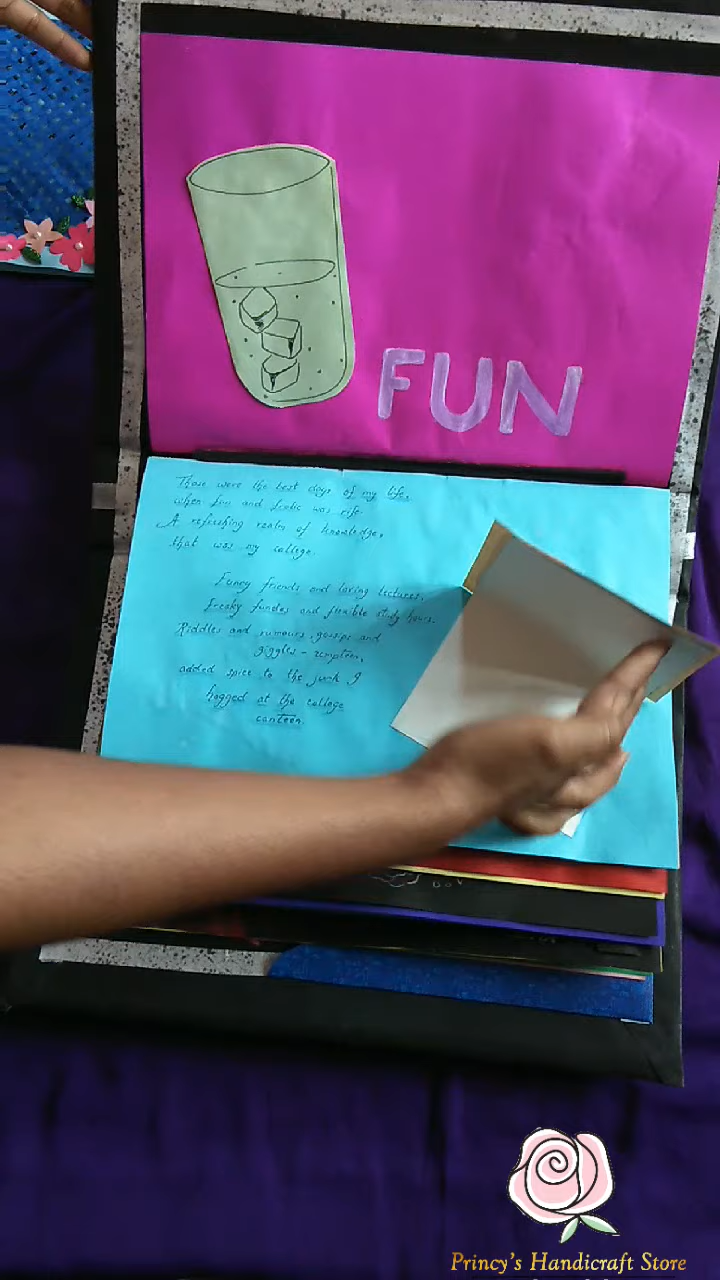 FUN
Those were the best days of my life,
when fun and frolic was rife.
A refreshing realm of knowledge,
that was my college.
Fancy friends and loving lectures,
freaky fundas and flexible study hours.
Riddles and rumours, gossips and
giggles -
added spice to the junk I
hogged at the college
canteen.
Princy's Handicraft Store